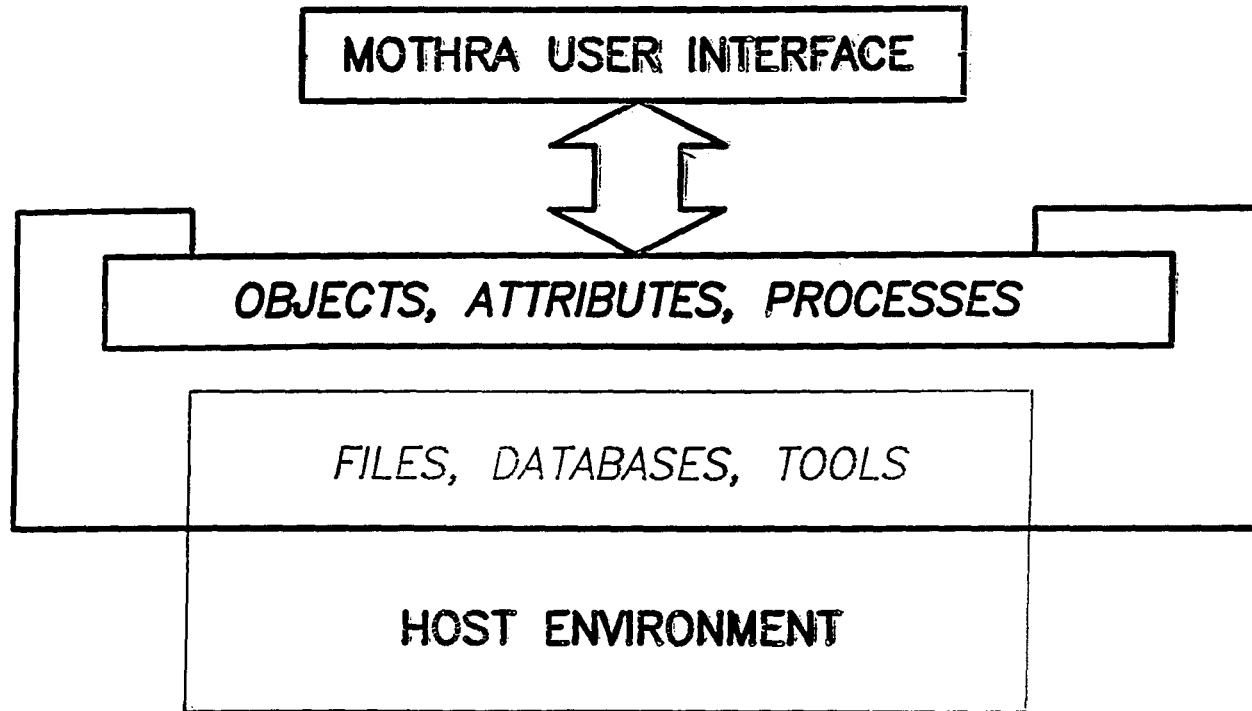 MOTHRA USER INTERFACE
OBJECTS, ATTRIBUTES, PROCESSES
FILES, DATABASES, TOOLS
HOST ENVIRONMENT